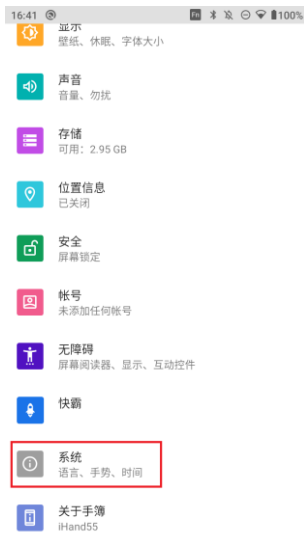 16:41 100%
显示
壁纸、休眠、字体大小
声音
音量、勿扰
存储
可用：2.95 GB
位置信息
已关闭
安全
屏幕锁定
帐号
未添加任何帐号
无障碍
屏幕阅读器、显示、互动控件
快霸
系统
语言、手势、时间
关于手簿
iHand55